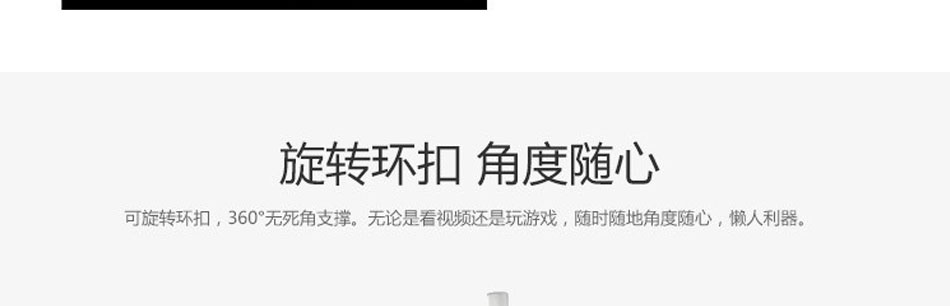 旋转环扣 角度随心
可旋转环扣，360°无死角支撑。无论是看视频还是玩游戏，随时随地角度随心，懒人利器。